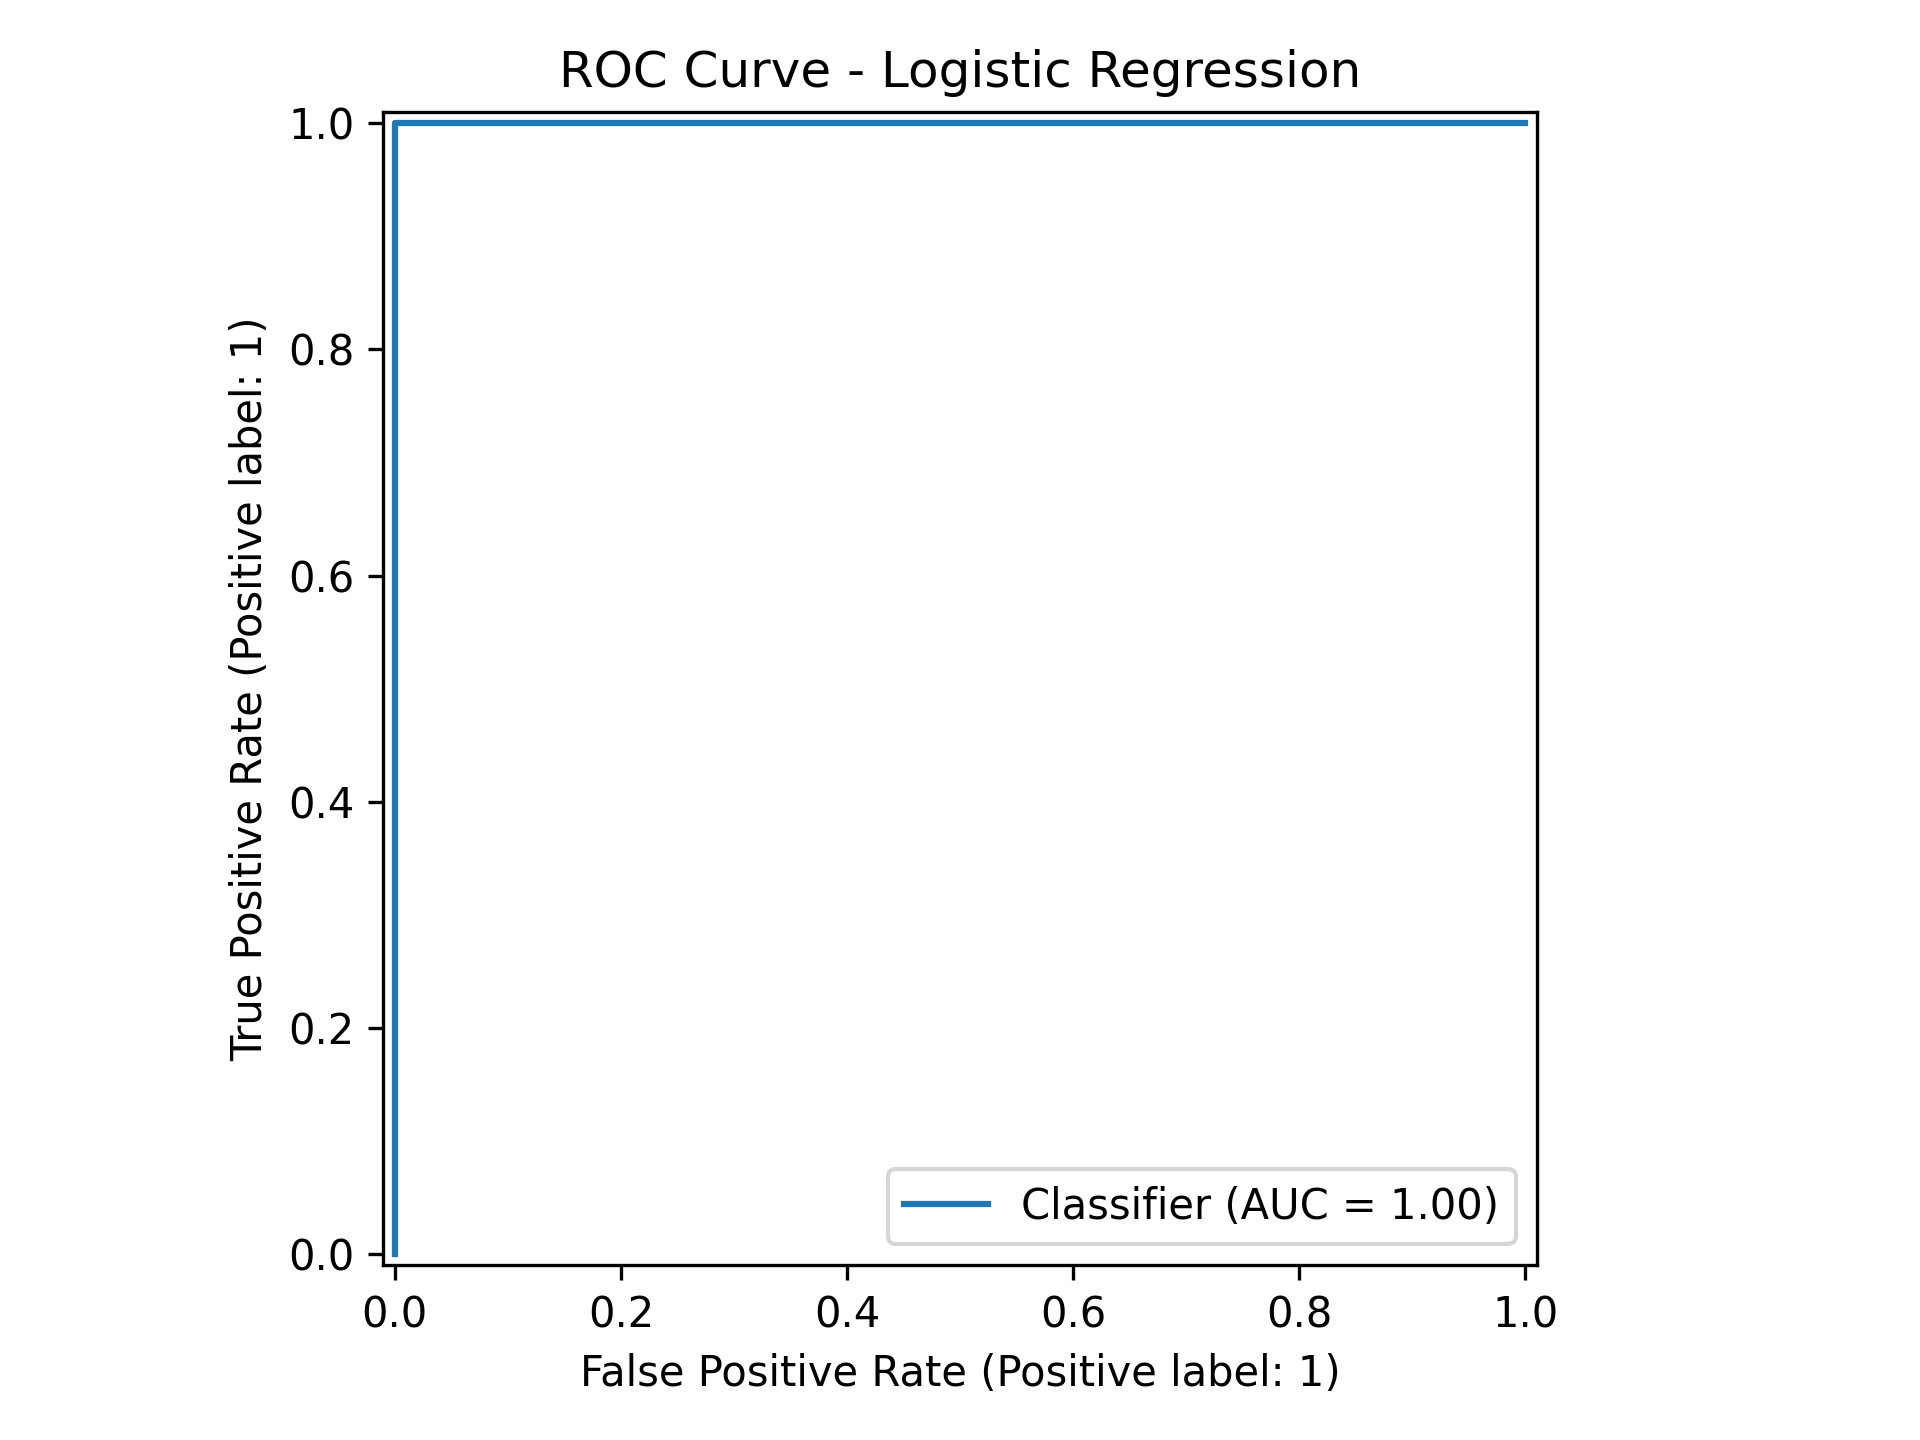 ROC Curve - Logistic Regression
1.0
0.8
0.6
0.4
0.2
0.0
True Positive Rate (Positive label: 1)
Classifier (AUC = 1.00)
0.0 0.2 0.4 0.6 0.8 1.0
False Positive Rate (Positive label: 1)